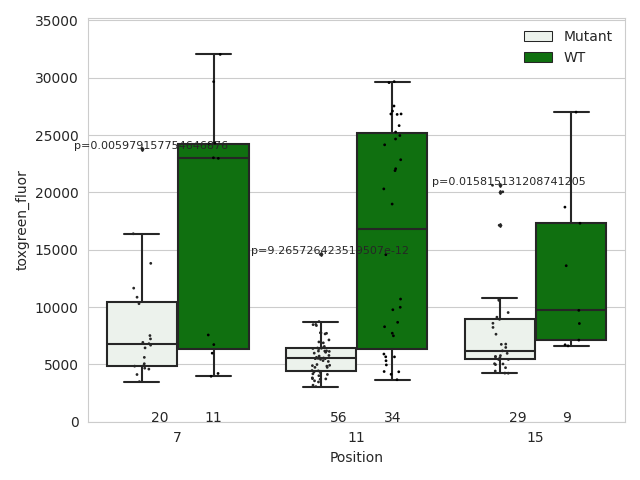 35000
Mutant
WT
30000
25000
p=0.005979157754646876
20000
p=0.015815131208741205
15000
p=9.265726423519507e-12
10000
5000
0
20 11 56 34 29 9
7 11 15
Position
toxgreen_fluor